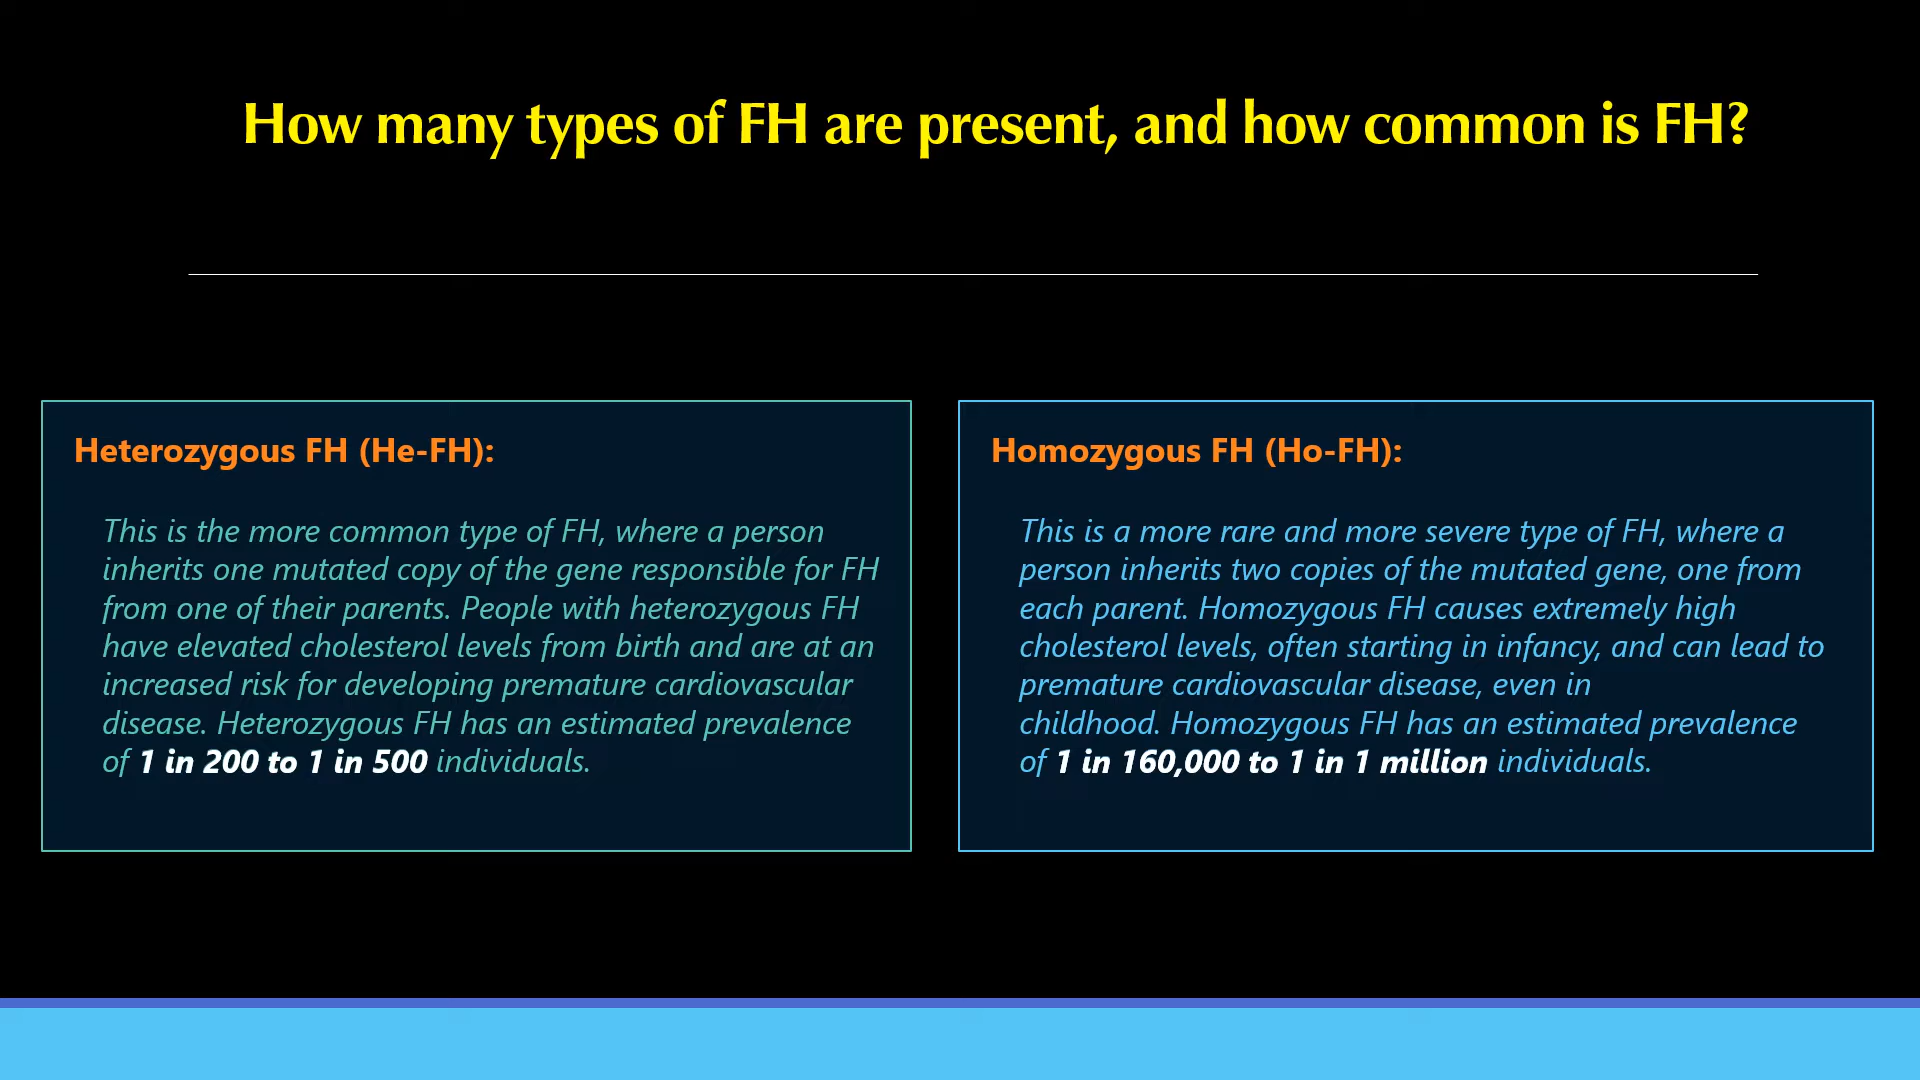 How many types of FH are present, and how common is FH?
Heterozygous FH (He-FH):
This is the more common type of FH, where a person
inherits one mutated copy of the gene responsible for FH
from one of their parents. People with heterozygous FH
have elevated cholesterol levels from birth and are at an
increased risk for developing premature cardiovascular
disease. Heterozygous FH has an estimated prevalence
of 1 in 200 to 1 in 500 individuals.
Homozygous FH (Ho-FH):
This is a more rare and more severe type of FH, where a
person inherits two copies of the mutated gene, one from
each parent. Homozygous FH causes extremely high
cholesterol levels, often starting in infancy, and can lead to
premature cardiovascular disease, even in
childhood. Homozygous FH has an estimated prevalence
of 1 in 160,000 to 1 in 1 million individuals.